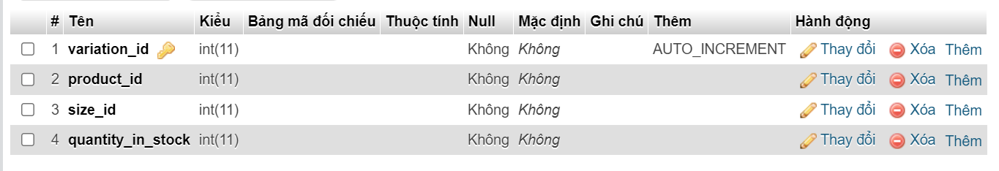 # Tên Kiểu Bảng mã đối chiếu Thuộc tính Null Mặc định Ghi chú Thêm Hành động
1 variation_id int(11) Không Không AUTO_INCREMENT Thay đổi Xóa Thêm
2 product_id int(11) Không Không Thay đổi Xóa Thêm
3 size_id int(11) Không Không Thay đổi Xóa Thêm
4 quantity_in_stock int(11) Không Không Thay đổi Xóa Thêm